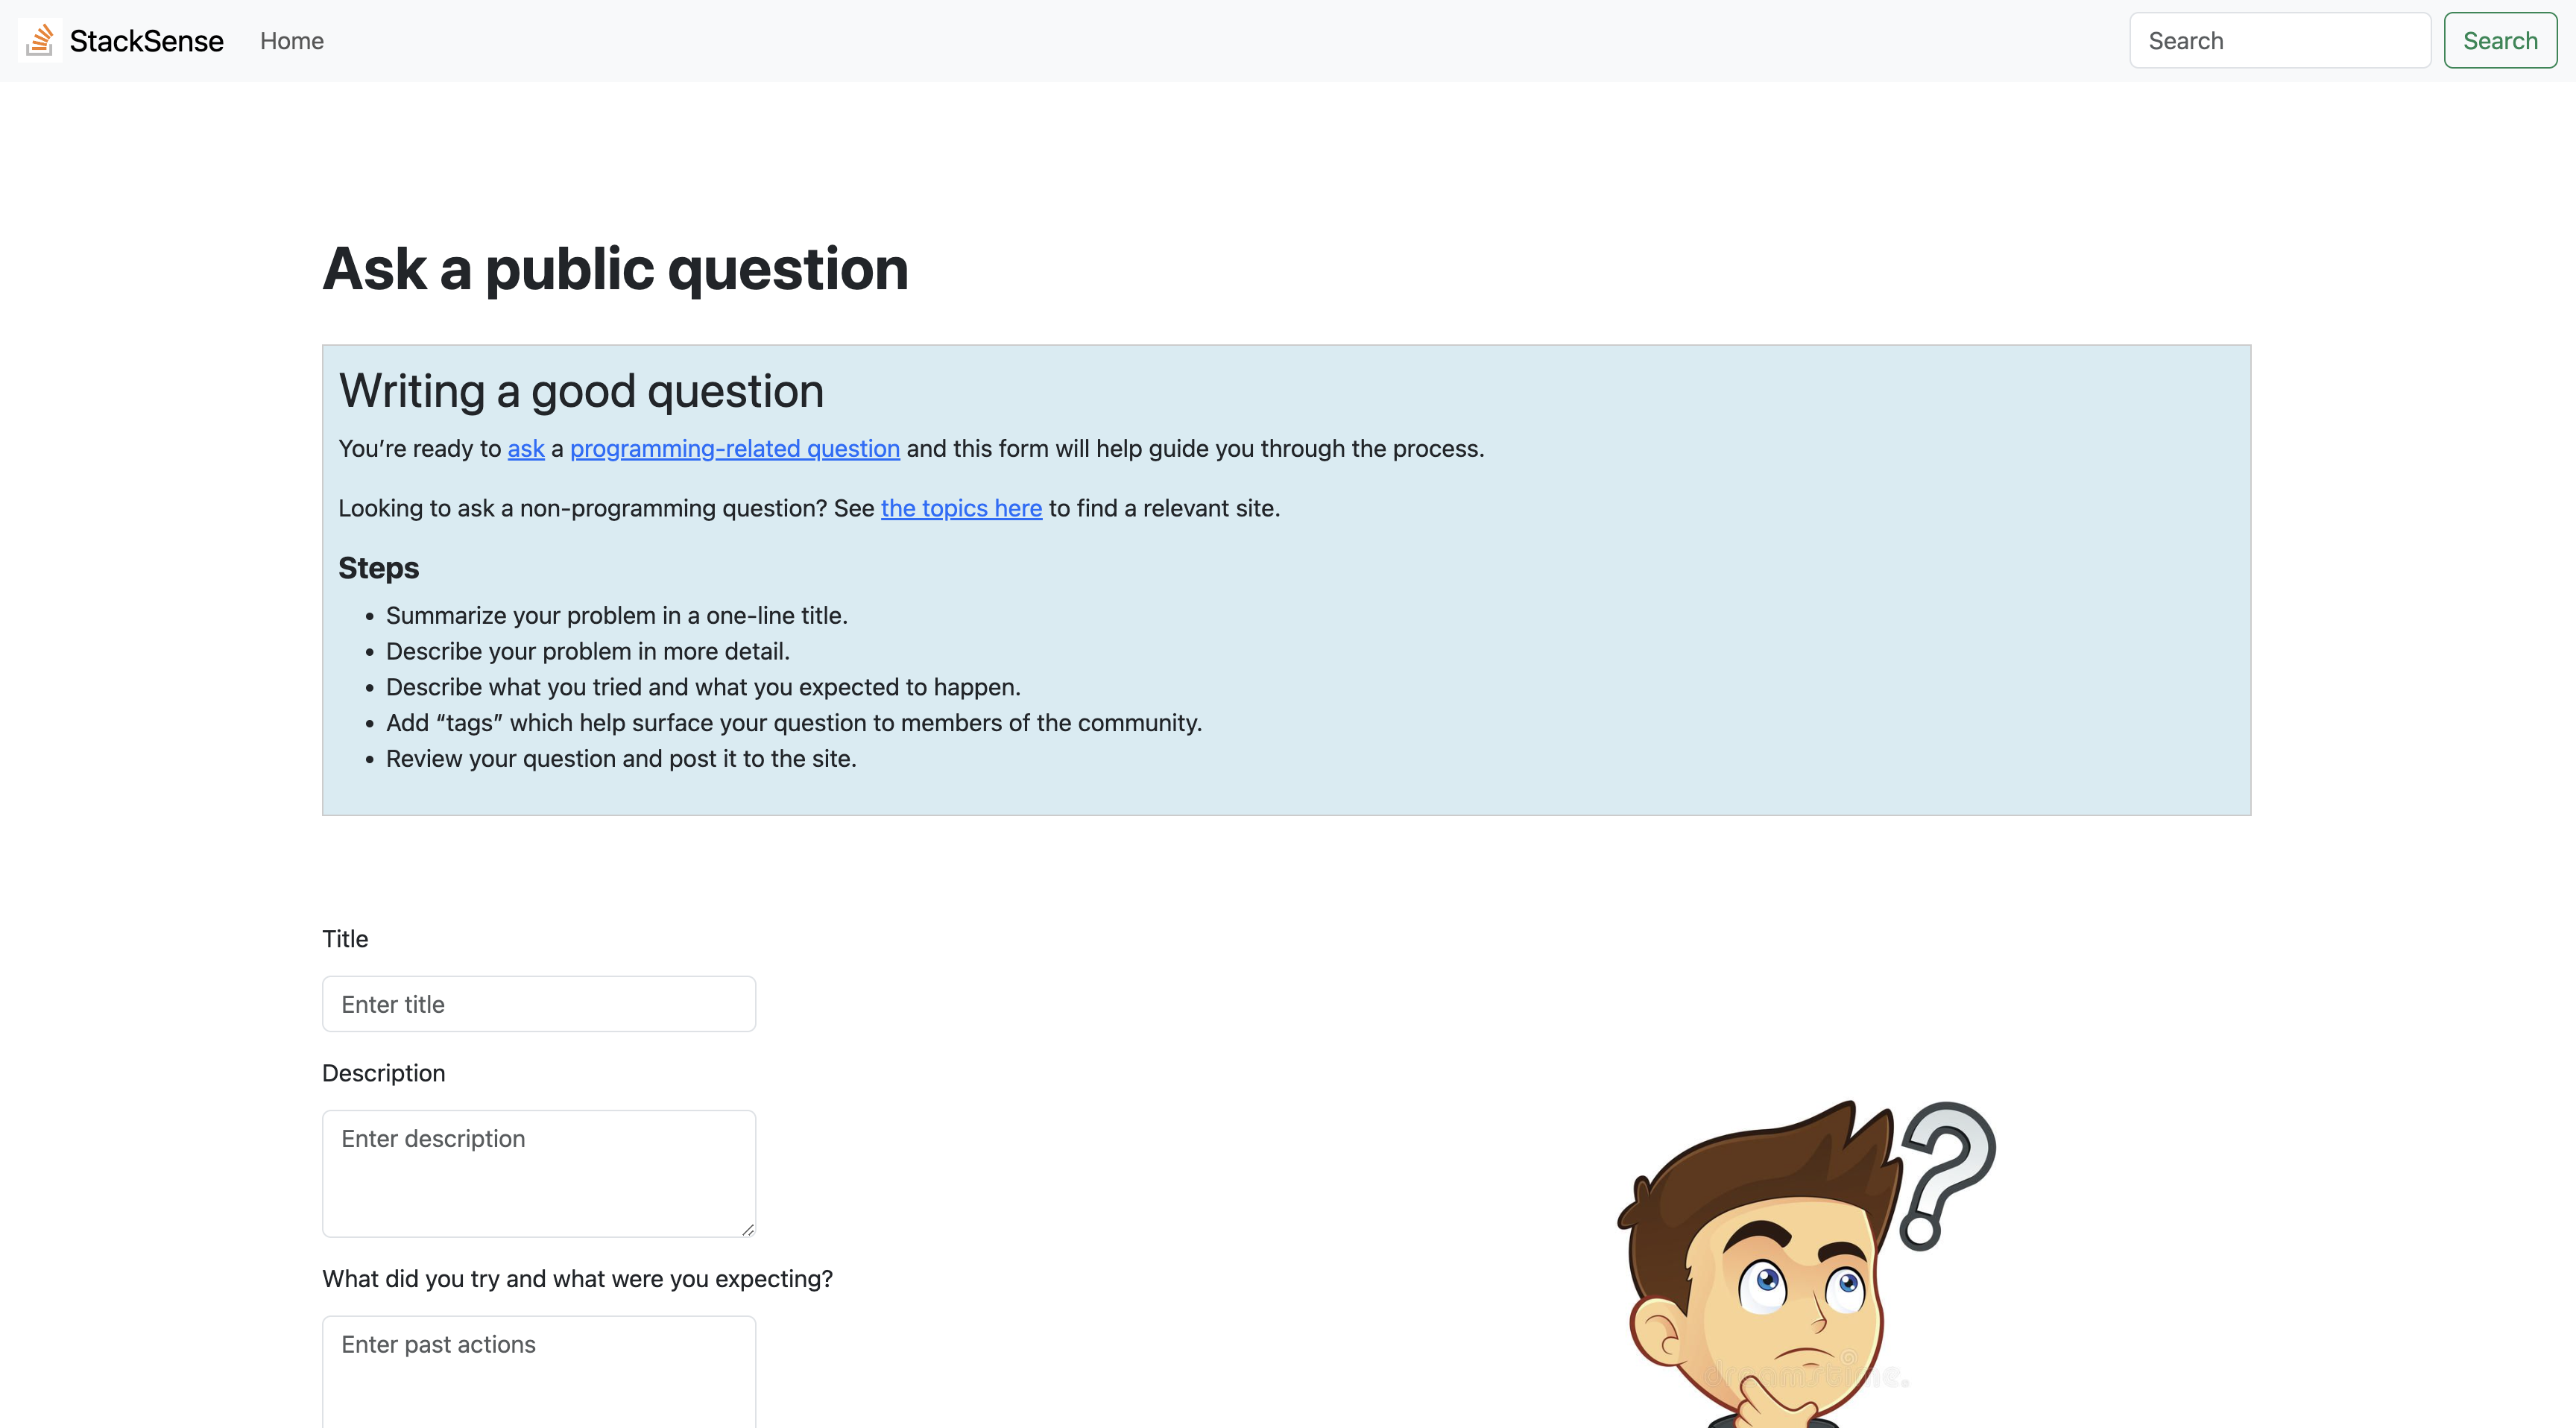 StackSense Home Search Search
Ask a public question
Writing a good question
You’re ready to ask a programming-related question and this form will help guide you through the process.
Looking to ask a non-programming question? See the topics here to find a relevant site.
Steps
• Summarize your problem in a one-line title.
• Describe your problem in more detail.
• Describe what you tried and what you expected to happen.
• Add “tags” which help surface your question to members of the community.
• Review your question and post it to the site.
Title
Enter title
Description
Enter description
What did you try and what were you expecting?
Enter past actions